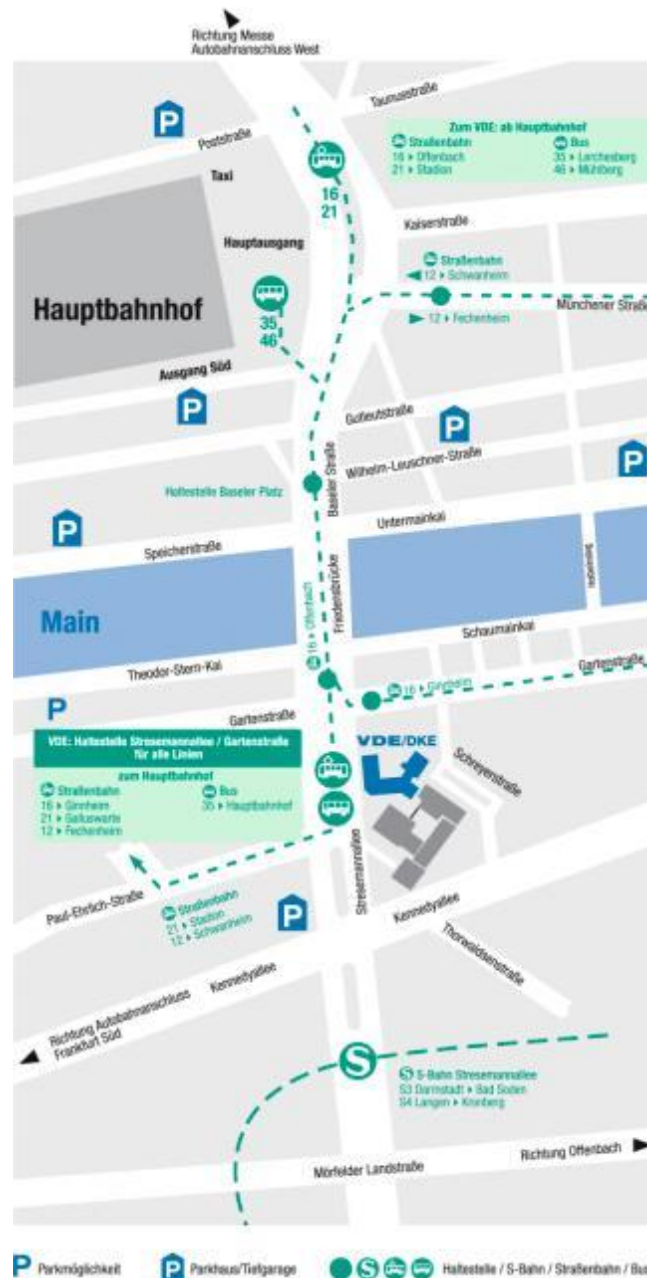 Richtung Messe
Autobahnanschluss West
P
Taunusstraße
Poststraße
Zum VDE: ab Hauptbahnhof
Straßenbahn
Bus
16 ▸ Offenbach
35 ▸ Lerchesberg
21 ▸ Stadion
46 ▸ Mühlberg
Taxi
16
21
Kaiserstraße
Hauptausgang
Straßenbahn
12 ▸ Schwanheim
Hauptbahnhof
35
46
12 ▸ Fechenheim
Münchener Straße
Ausgang Süd
P
Gutleutstraße
P
Baseler Straße
Wilhelm-Leuschner-Straße
P
Haltestelle Baseler Platz
P
Untermainkai
Speicherstraße
Main
Friedensbrücke
16 ▸ Offenbach
Schaumainkai
Theodor-Stern-Kai
Gartenstraße
16 ▸ Ginnheim
P
Gartenstraße
VDE: Haltestelle Stresemannallee / Gartenstraße
für alle Linien
zum Hauptbahnhof
Straßenbahn
Bus
16 ▸ Ginnheim
35 ▸ Hauptbahnhof
21 ▸ Galluswarte
12 ▸ Fechenheim
VDE/DKE
Schreyerstraße
Stresemannallee
Paul-Ehrlich-Straße
Straßenbahn
21 ▸ Stadion
12 ▸ Schwanheim
P
Kennedyallee
Thorwaldsenstraße
Kennedyallee
Richtung Autobahnanschluss
Frankfurt Süd
S
S S-Bahn Stresemannallee
S3 Darmstadt ▸ Bad Soden
S4 Langen ▸ Kronberg
Mörfelder Landstraße
Richtung Offenbach
P Parkmöglichkeit
P Parkhaus/Tiefgarage
S Haltestelle / S-Bahn / Straßenbahn / Bus